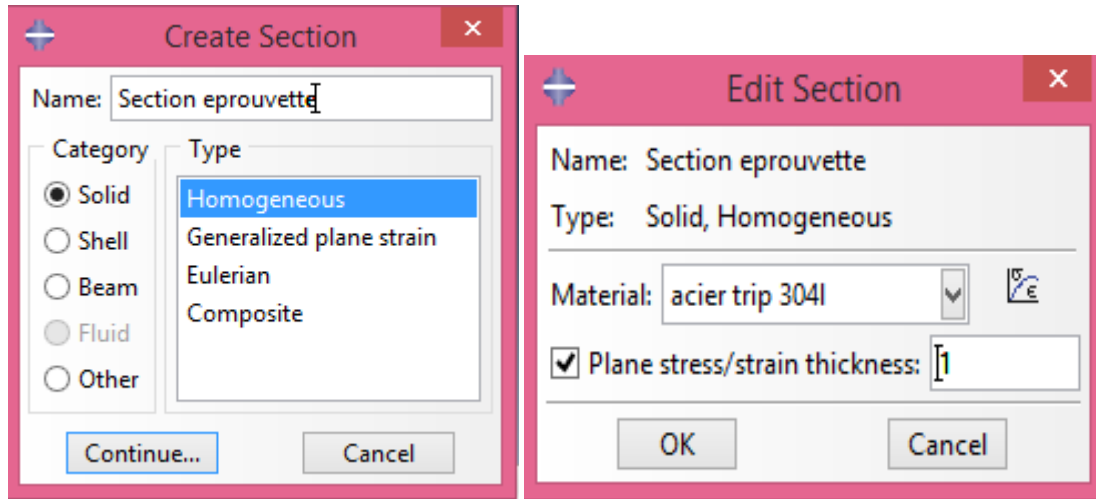 Create Section
Name: Section eprouvette
Category
Type
Solid
Shell
Beam
Fluid
Other
Homogeneous
Generalized plane strain
Eulerian
Composite
Continue...
Cancel
Edit Section
Name: Section eprouvette
Type: Solid, Homogeneous
Material: acier trip 304l
σ
ε
Plane stress/strain thickness: 1
OK
Cancel